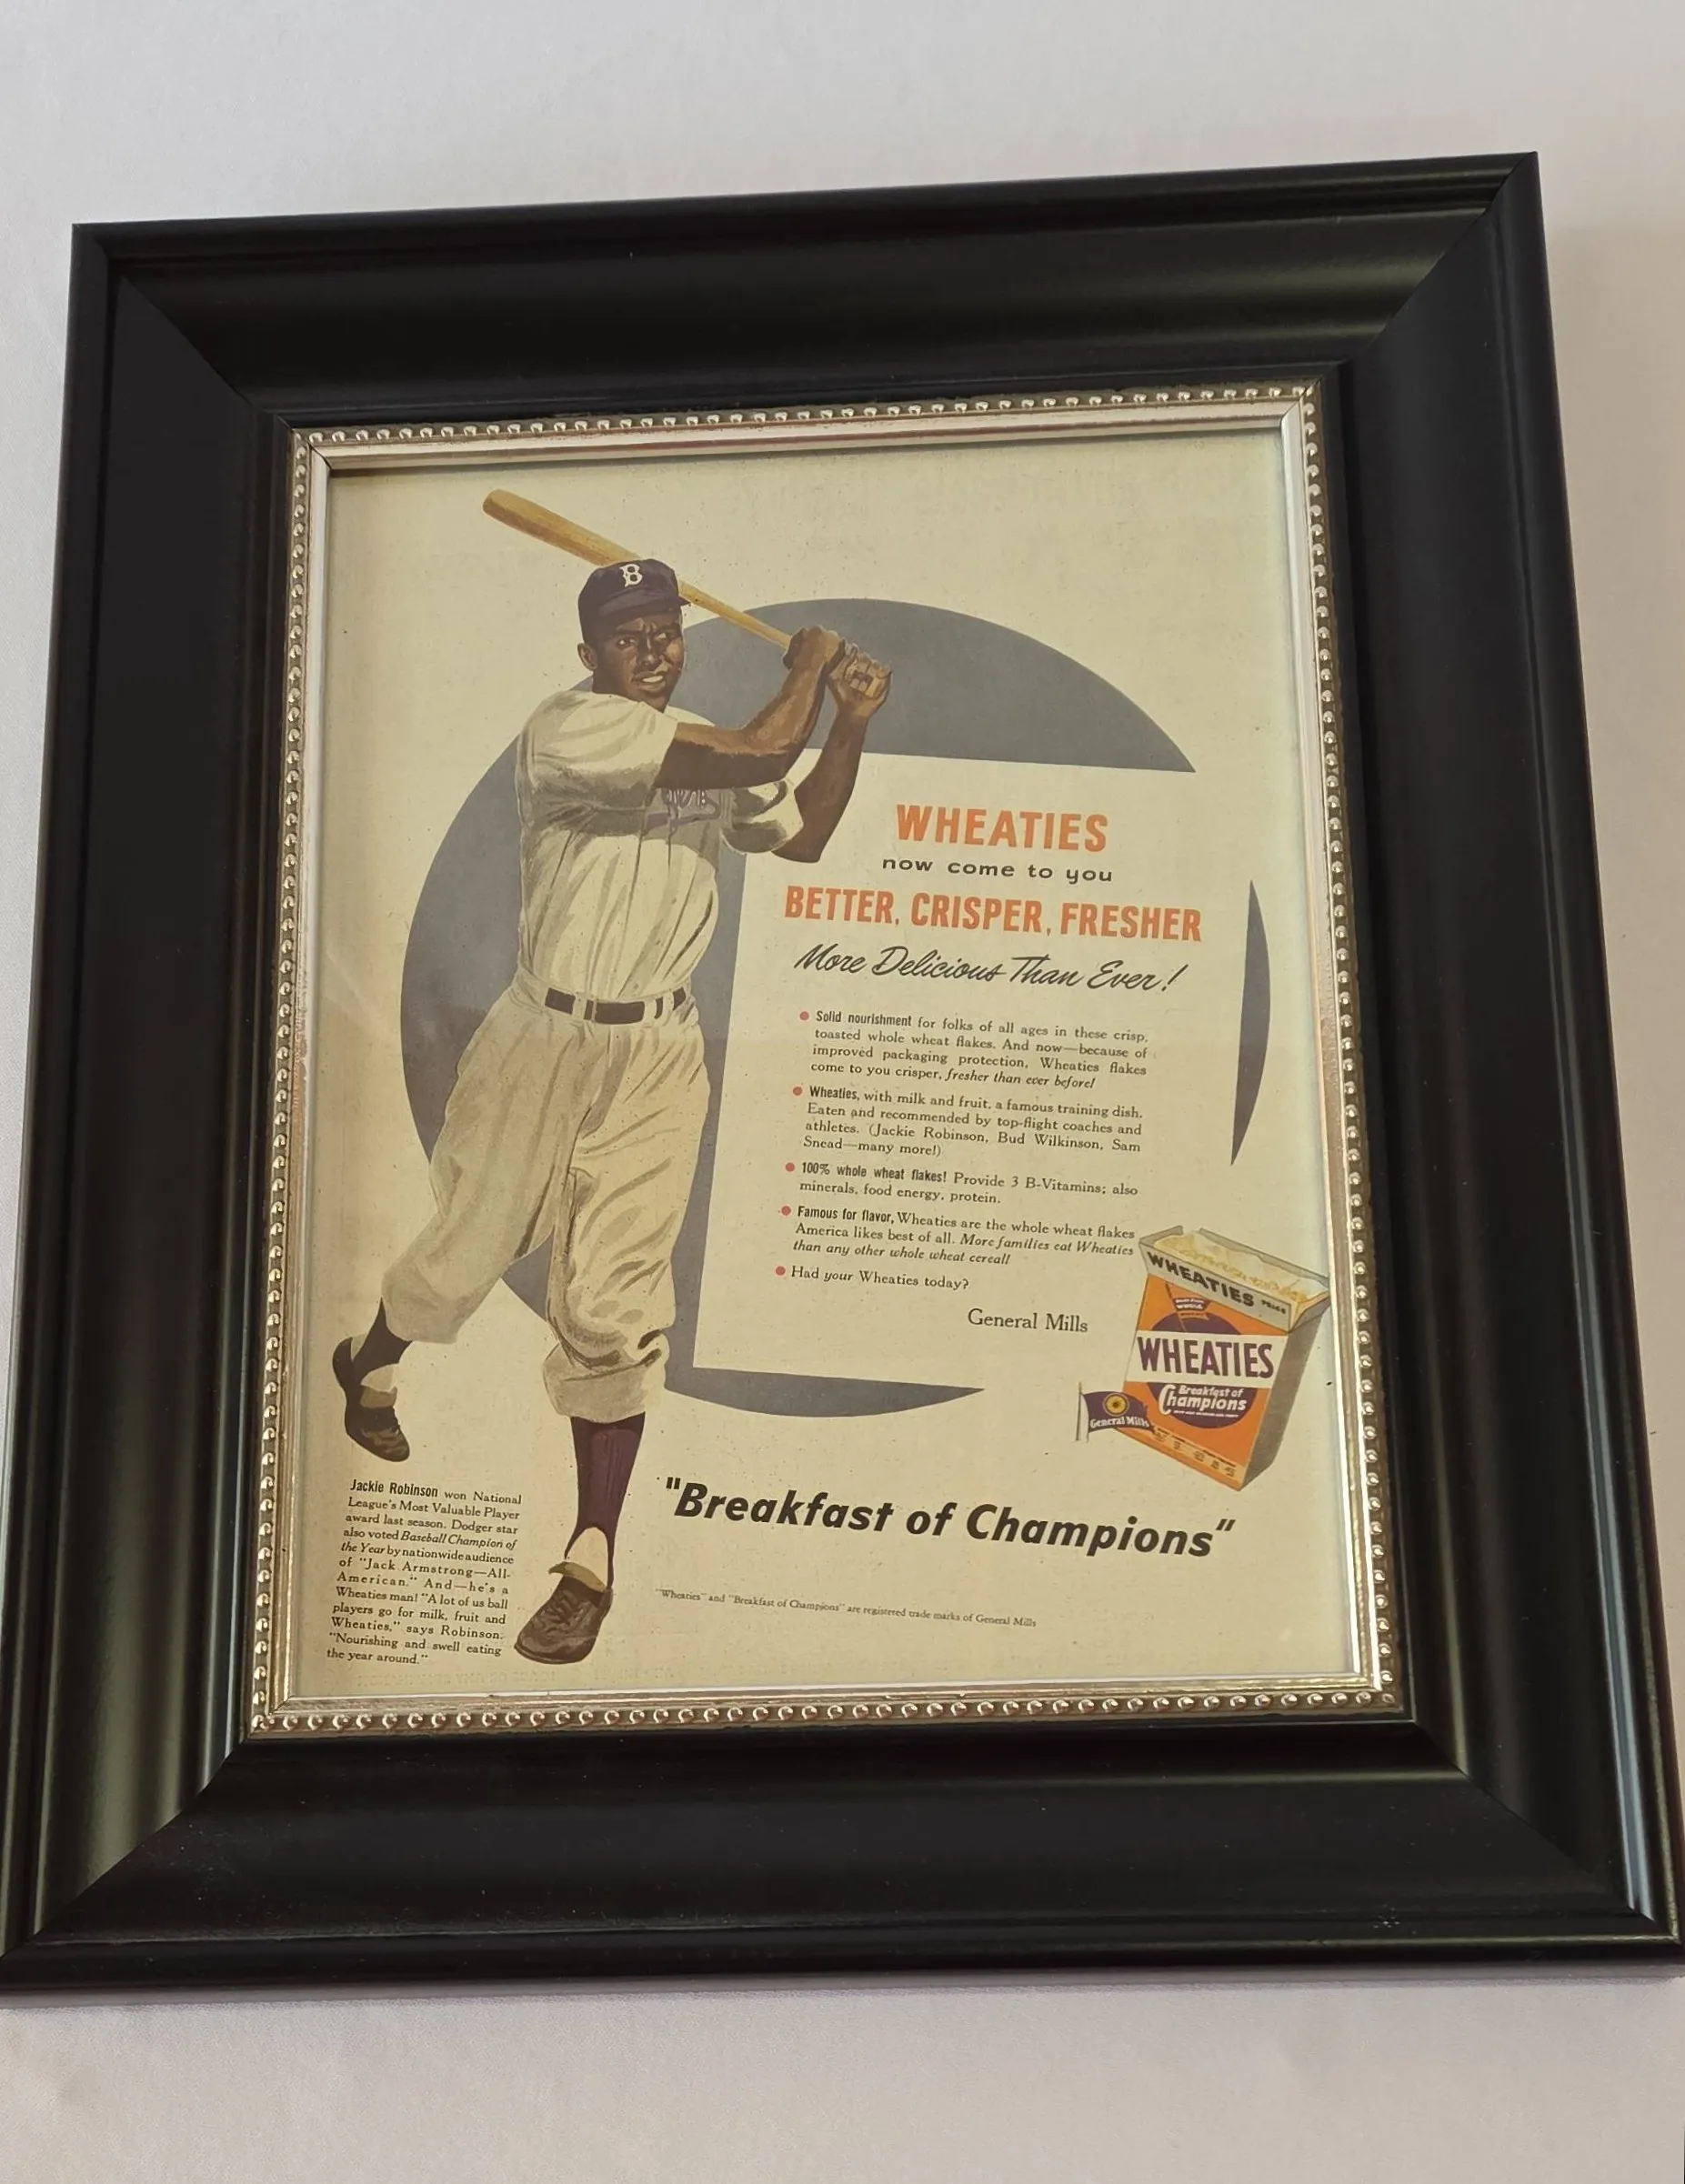 B
WHEATIES
now come to you
BETTER, CRISPER, FRESHER
More Delicious Than Ever!
Solid nourishment for folks of all ages in these crisp,
toasted whole wheat flakes. And now—because of
improved packaging protection, Wheaties flakes
come to you crisper, fresher than ever before!
Wheaties, with milk and fruit, a famous training dish.
Eaten and recommended by top-flight coaches and
athletes. (Jackie Robinson, Bud Wilkinson, Sam
Snead—many more!)
100% whole wheat flakes! Provide 3 B-Vitamins; also
minerals, food energy, protein.
Famous for flavor, Wheaties are the whole wheat flakes
America likes best of all. More families eat Wheaties
than any other whole wheat cereal!
Had your Wheaties today?
General Mills
WHEATIES
WHEATIES
Breakfast of
Champions
General Mills
Jackie Robinson won National
League's Most Valuable Player
award last season. Dodger star
also voted Baseball Champion of
the Year by nationwide audience
of "Jack Armstrong—All-
American." And—he's a
Wheaties man! "A lot of us ball
players go for milk, fruit and
Wheaties," says Robinson.
"Nourishing and swell eating
the year around."
"Breakfast of Champions"
"Wheaties" and "Breakfast of Champions" are registered trade marks of General Mills